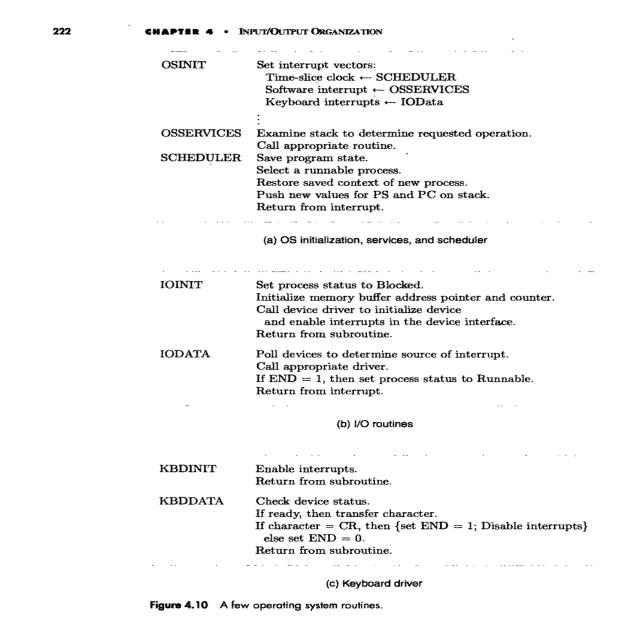 222 CHAPTER 4 • INPUT/OUTPUT ORGANIZATION
OSINIT Set interrupt vectors:
Time-slice clock ← SCHEDULER
Software interrupt ← OSSERVICES
Keyboard interrupts ← IOData
⋮
OSSERVICES Examine stack to determine requested operation.
Call appropriate routine.
SCHEDULER Save program state.
Select a runnable process.
Restore saved context of new process.
Push new values for PS and PC on stack.
Return from interrupt.
(a) OS initialization, services, and scheduler
IOINIT Set process status to Blocked.
Initialize memory buffer address pointer and counter.
Call device driver to initialize device
and enable interrupts in the device interface.
Return from subroutine.
IODATA Poll devices to determine source of interrupt.
Call appropriate driver.
If END = 1, then set process status to Runnable.
Return from interrupt.
(b) I/O routines
KBDINIT Enable interrupts.
Return from subroutine.
KBDDATA Check device status.
If ready, then transfer character.
If character = CR, then {set END = 1; Disable interrupts}
else set END = 0.
Return from subroutine.
(c) Keyboard driver
Figure 4.10 A few operating system routines.